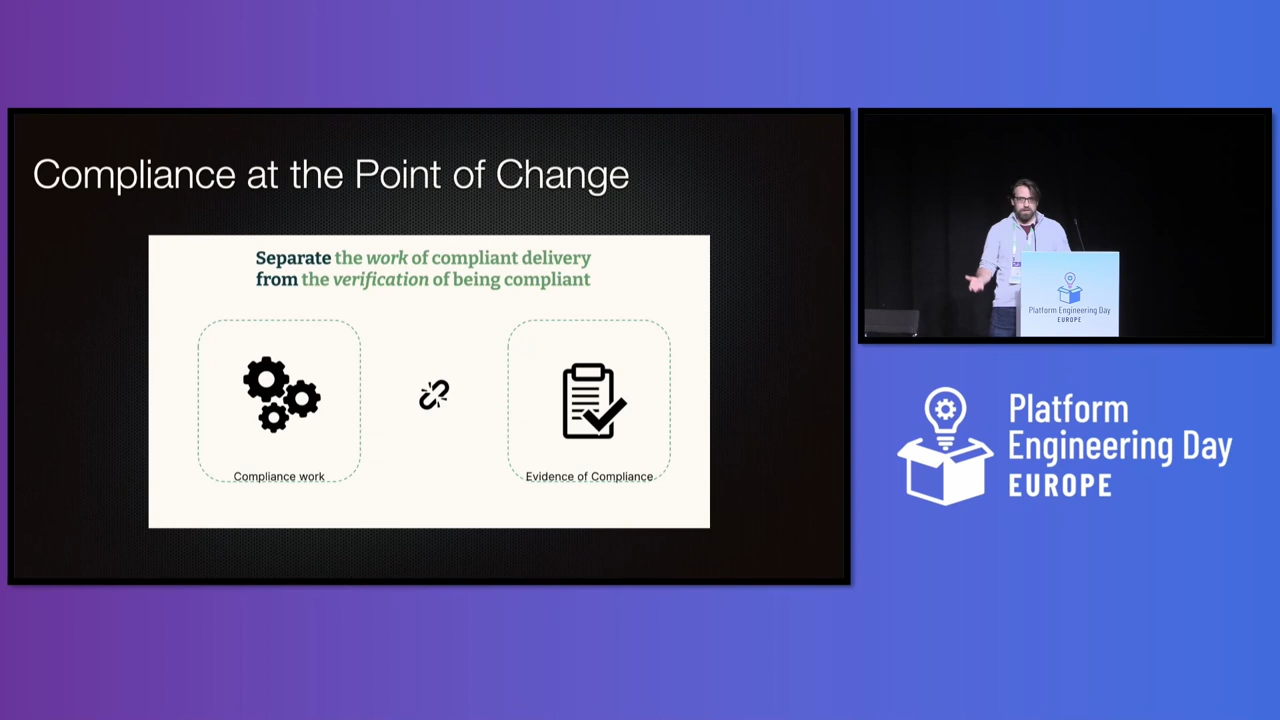 Compliance at the Point of Change
Separate the work of compliant delivery
from the verification of being compliant
Compliance work
Evidence of Compliance
Platform Engineering Day
EUROPE
Platform
Engineering Day
EUROPE